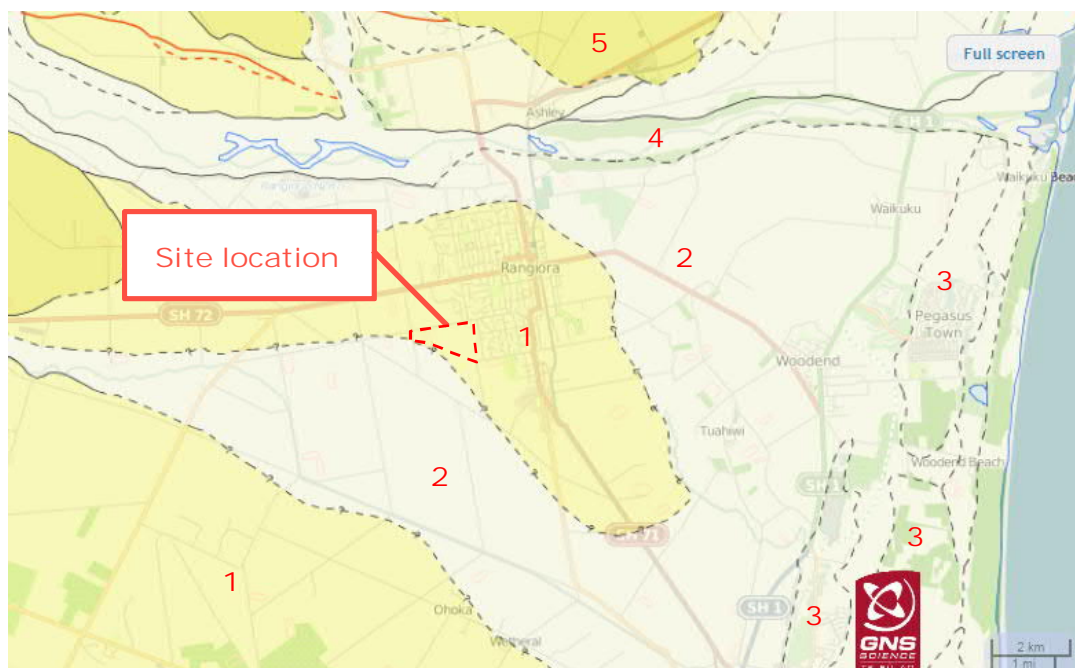 5
Full screen
Ashley
SH 1
4
Waikuku Beac
Waikuku
Site location
2
Rangiora
3
SH 72
Pegasus
Town
1
Woodend
Tuahiwi
2
Woodend Beach
SH 1
SH 71
3
1
Ohoka
SH 1
3
GNS
SCIENCE
2 km
1 mi